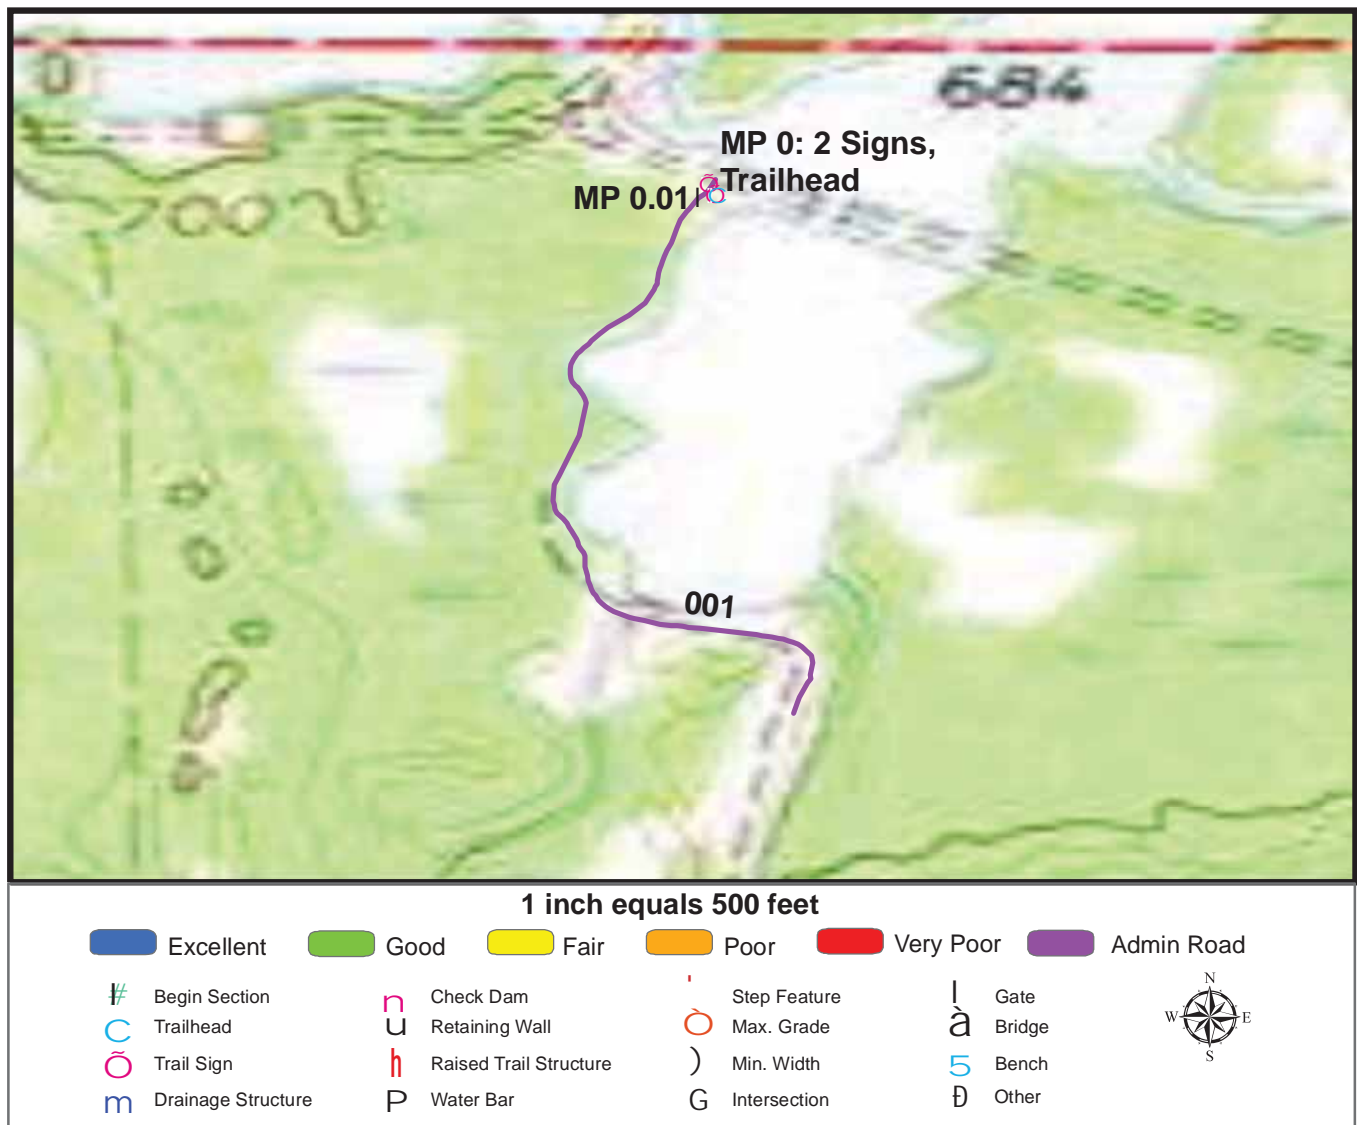 684
MP 0: 2 Signs,
Trailhead
MP 0.01
001
1 inch equals 500 feet
Excellent Good Fair Poor Very Poor Admin Road
Begin Section Check Dam Step Feature Gate
C Trailhead u Retaining Wall Ò Max. Grade à Bridge
Õ Trail Sign h Raised Trail Structure ) Min. Width 5 Bench
m Drainage Structure P Water Bar G Intersection Đ Other
N
W E
S